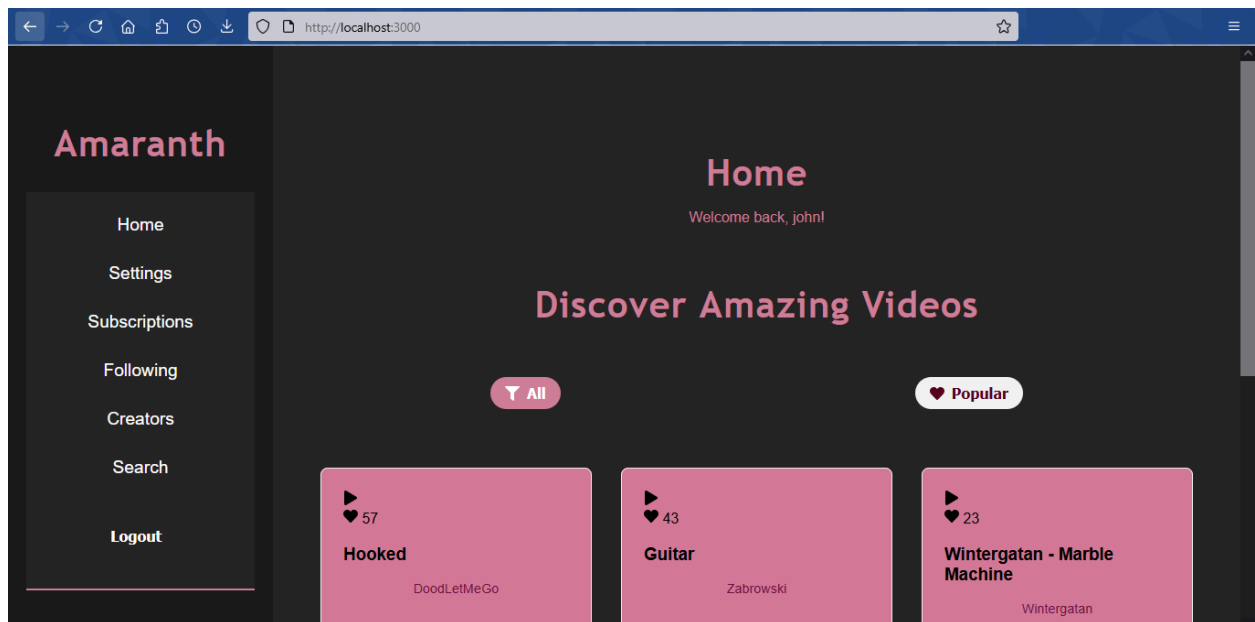 http://localhost:3000
Amaranth
Home
Settings
Subscriptions
Following
Creators
Search
Logout
Home
Welcome back, john!
Discover Amazing Videos
All
Popular
57
Hooked
DoodLetMeGo
43
Guitar
Zabrowski
23
Wintergatan - Marble
Machine
Wintergatan